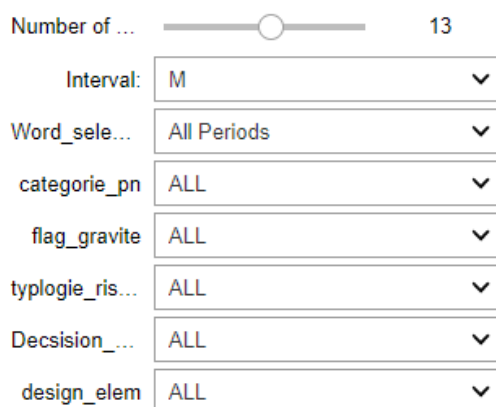 Number of ... 13
Interval: M
Word_sele... All Periods
categorie_pn ALL
flag_gravite ALL
typlogie_ris... ALL
Decsision_... ALL
design_elem ALL